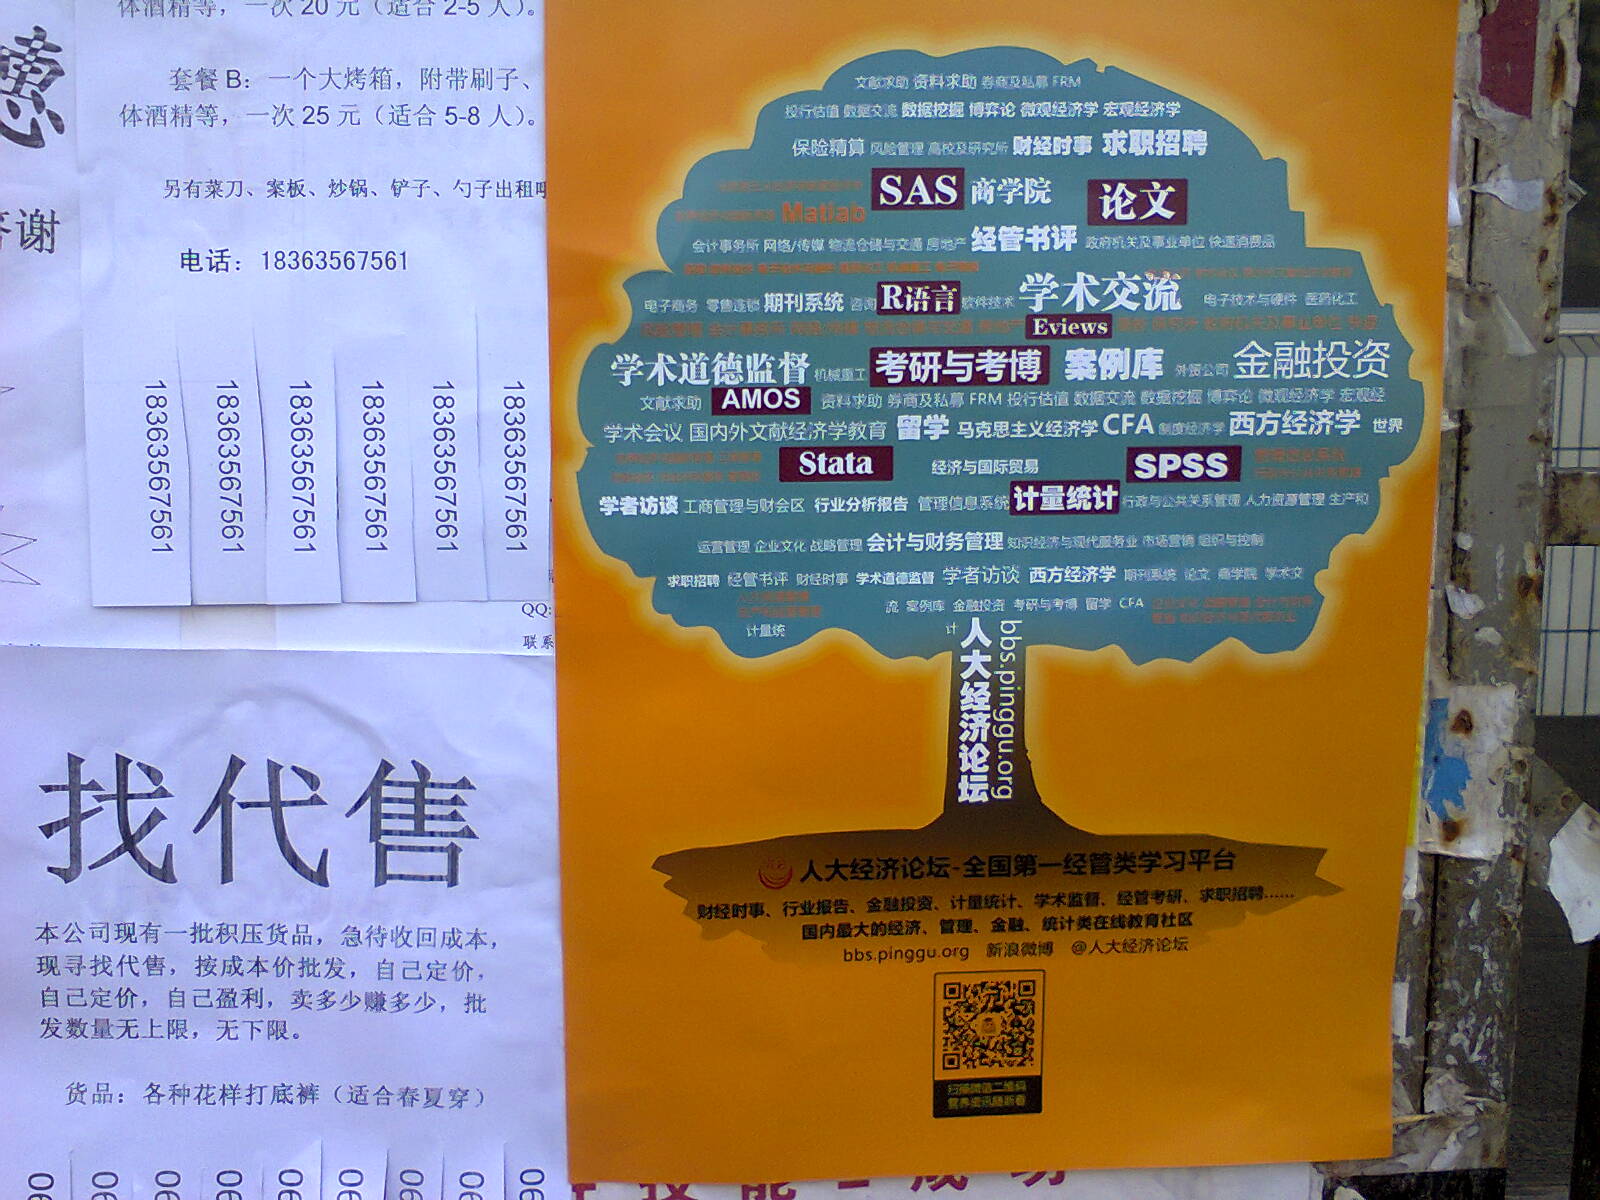 体酒精等，一次 20 元（适合 2-5 人）。
套餐 B：一个大烤箱，附带刷子、
体酒精等，一次 25 元（适合 5-8 人）。
另有菜刀、案板、炒锅、铲子、勺子出租
谢
电话：18363567561
18363567561
18363567561
18363567561
18363567561
18363567561
18363567561
QQ:
联系
找代售
本公司现有一批积压货品，急待收回成本，
现寻找代售，按成本价批发，自己定价，
自己定价，自己盈利，卖多少赚多少，批
发数量无上限，无下限。
货品：各种花样打底裤（适合春夏穿）
文献求助 资料求助 券商及私募 FRM
投行估值 数据交流 数据挖掘 博弈论 微观经济学 宏观经济学
保险精算 风险管理 高校及研究所 财经时事 求职招聘
SAS 商学院 论文
Matlab
会计事务所 网络/传媒 物流仓储与交通 房地产 经管书评 政府机关及事业单位 快速消费品
电子商务 零售连锁 期刊系统 咨询 R语言 软件技术 学术交流 电子技术与硬件 医药化工
Eviews
学术道德监督 机械重工 考研与考博 案例库 外贸公司 金融投资
文献求助 AMOS 资料求助 券商及私募 FRM 投行估值 数据交流 数据挖掘 博弈论 微观经济学 宏观经
学术会议 国内外文献经济学教育 留学 马克思主义经济学 CFA 制度经济学 西方经济学 世界
Stata 经济与国际贸易 SPSS
学者访谈 工商管理与财会区 行业分析报告 管理信息系统 计量统计 行政与公共关系管理 人力资源管理 生产和
运营管理 企业文化 战略管理 会计与财务管理 知识经济与现代服务业 市场营销 组织与控制
求职招聘 经管书评 财经时事 学术道德监督 学者访谈 西方经济学 期刊系统 论文 商学院 学术交
流 案例库 金融投资 考研与考博 留学 CFA
计量统
计
人大经济论坛
bbs.pinggu.org
人大经济论坛-全国第一经管类学习平台
财经时事、行业报告、金融投资、计量统计、学术监督、经管考研、求职招聘……
国内最大的经济、管理、金融、统计类在线教育社区
bbs.pinggu.org 新浪微博 @人大经济论坛
扫描微信二维码
06
06
06
06
06
06
06
06
06